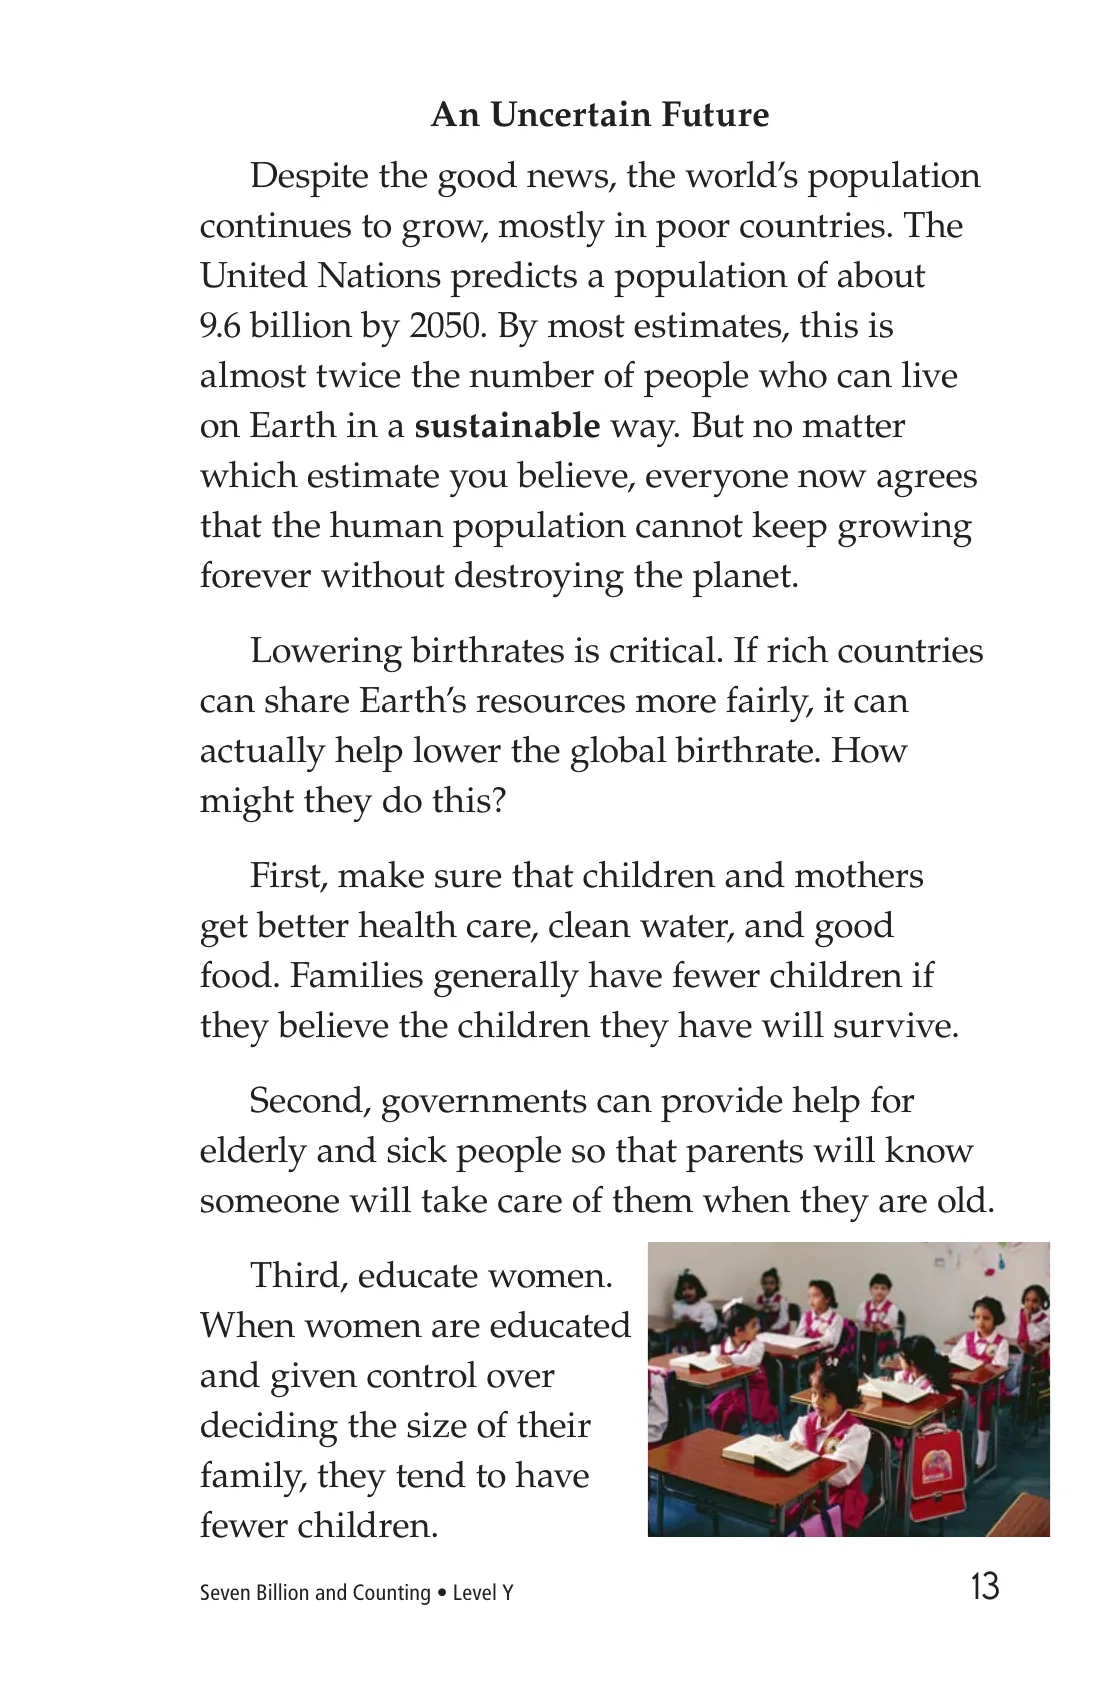 An Uncertain Future
Despite the good news, the world’s population
continues to grow, mostly in poor countries. The
United Nations predicts a population of about
9.6 billion by 2050. By most estimates, this is
almost twice the number of people who can live
on Earth in a sustainable way. But no matter
which estimate you believe, everyone now agrees
that the human population cannot keep growing
forever without destroying the planet.
Lowering birthrates is critical. If rich countries
can share Earth’s resources more fairly, it can
actually help lower the global birthrate. How
might they do this?
First, make sure that children and mothers
get better health care, clean water, and good
food. Families generally have fewer children if
they believe the children they have will survive.
Second, governments can provide help for
elderly and sick people so that parents will know
someone will take care of them when they are old.
Third, educate women.
When women are educated
and given control over
deciding the size of their
family, they tend to have
fewer children.
Seven Billion and Counting • Level Y
13